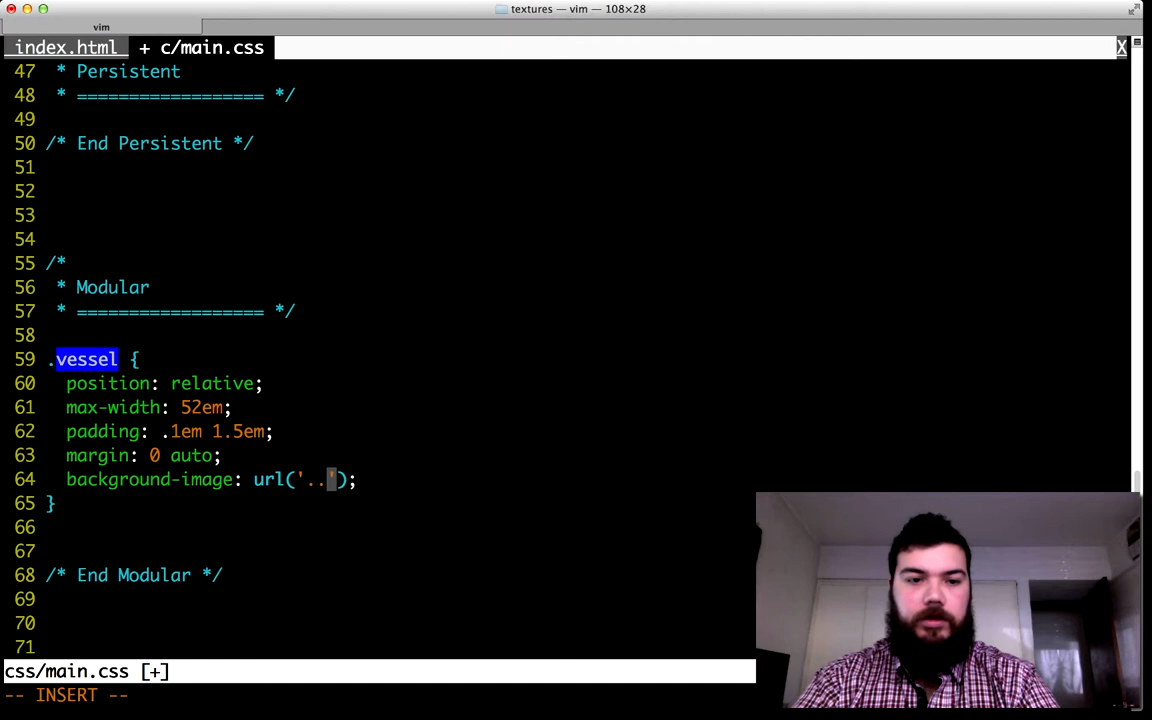 textures — vim — 108×28
vim
index.html + c/main.css X
47 * Persistent
48 * ================== */
49
50 /* End Persistent */
51
52
53
54
55 /*
56 * Modular
57 * ================== */
58
59 .vessel {
60 position: relative;
61 max-width: 52em;
62 padding: .1em 1.5em;
63 margin: 0 auto;
64 background-image: url('..');
65 }
66
67
68 /* End Modular */
69
70
71
css/main.css [+]
-- INSERT --